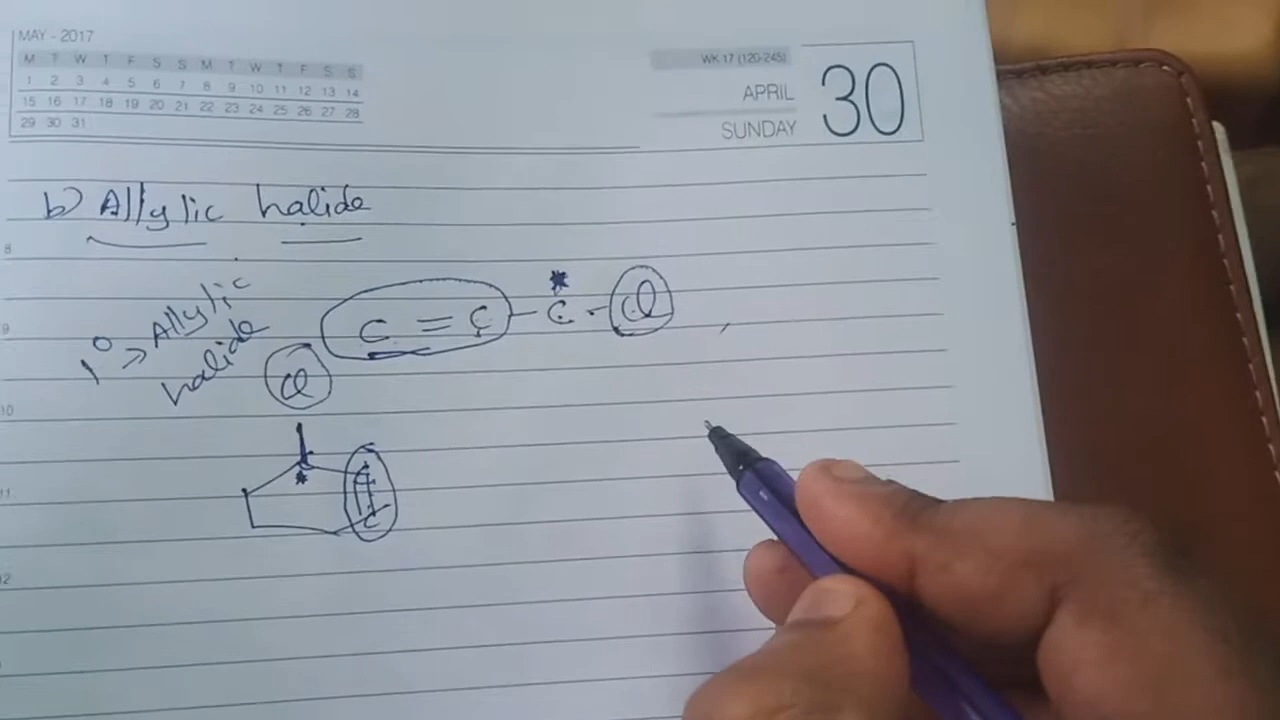 MAY - 2017
M T W T F S S M T W T F S S
1 2 3 4 5 6 7 8 9 10 11 12 13 14
15 16 17 18 19 20 21 22 23 24 25 26 27 28
29 30 31
WK 17 (120-245)
APRIL
SUNDAY
30
b) Allylic halide
8
C = C - C - Cl
*
9
1° → Allylic
halide
Cl
10
C
*
C
C
11
12